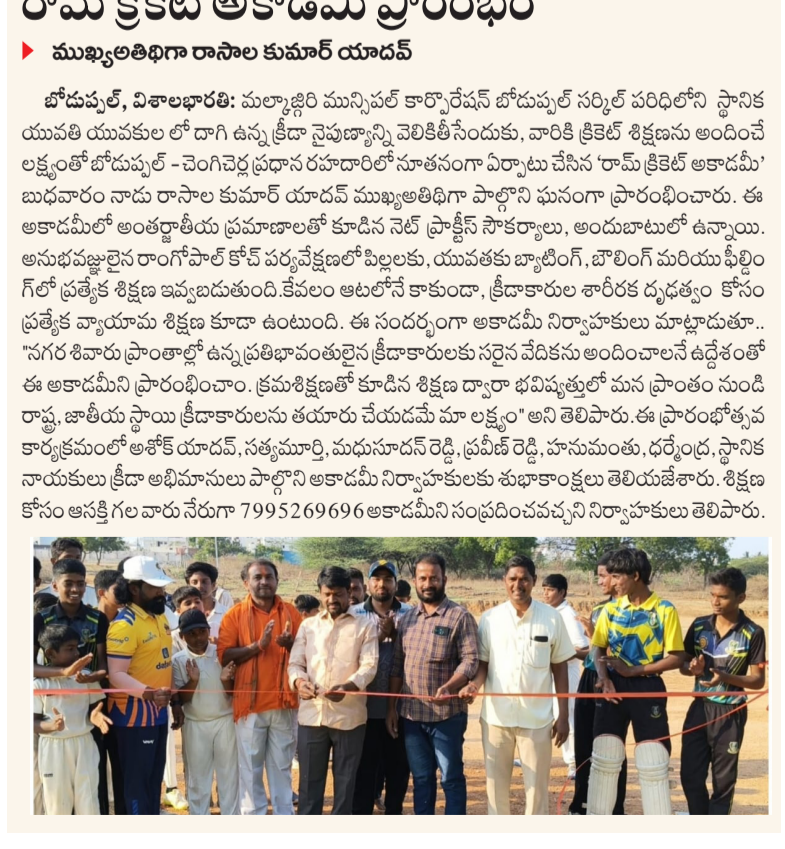 రామ్ క్రికెట్ అకాడమీ ప్రారంభం
ముఖ్యఅతిథిగా రాసాల కుమార్ యాదవ్
బోడుప్పల్, విశాలభారతి: మల్కాజ్గిరి మున్సిపల్ కార్పొరేషన్ బోడుప్పల్ సర్కిల్ పరిధిలోని స్థానిక
యువతి యువకుల లో దాగి ఉన్న క్రీడా నైపుణ్యాన్ని వెలికితీసేందుకు, వారికి క్రికెట్ శిక్షణను అందించే
లక్ష్యంతో బోడుప్పల్ – చెంగిచెర్ల ప్రధాన రహదారిలో నూతనంగా ఏర్పాటు చేసిన ‘రామ్ క్రికెట్ అకాడమీ’
బుధవారం నాడు రాసాల కుమార్ యాదవ్ ముఖ్యఅతిథిగా పాల్గొని ఘనంగా ప్రారంభించారు. ఈ
అకాడమీలో అంతర్జాతీయ ప్రమాణాలతో కూడిన నెట్ ప్రాక్టీస్ సౌకర్యాలు, అందుబాటులో ఉన్నాయి.
అనుభవజ్ఞులైన రాంగోపాల్ కోచ్ పర్యవేక్షణలో పిల్లలకు, యువతకు బ్యాటింగ్, బౌలింగ్ మరియు ఫీల్డిం
గ్‌లో ప్రత్యేక శిక్షణ ఇవ్వబడుతుంది.కేవలం ఆటలోనే కాకుండా, క్రీడాకారుల శారీరక దృఢత్వం కోసం
ప్రత్యేక వ్యాయామ శిక్షణ కూడా ఉంటుంది. ఈ సందర్భంగా అకాడమీ నిర్వాహకులు మాట్లాడుతూ..
"నగర శివారు ప్రాంతాల్లో ఉన్న ప్రతిభావంతులైన క్రీడాకారులకు సరైన వేదికను అందించాలనే ఉద్దేశంతో
ఈ అకాడమీని ప్రారంభించాం. క్రమశిక్షణతో కూడిన శిక్షణ ద్వారా భవిష్యత్తులో మన ప్రాంతం నుండి
రాష్ట్ర, జాతీయ స్థాయి క్రీడాకారులను తయారు చేయడమే మా లక్ష్యం" అని తెలిపారు.ఈ ప్రారంభోత్సవ
కార్యక్రమంలో అశోక్ యాదవ్, సత్యమూర్తి, మధుసూదన్ రెడ్డి, ప్రవీణ్ రెడ్డి, హనుమంతు, ధర్మేంద్ర, స్థానిక
నాయకులు క్రీడా అభిమానులు పాల్గొని అకాడమీ నిర్వాహకులకు శుభాకాంక్షలు తెలియజేశారు. శిక్షణ
కోసం ఆసక్తి గల వారు నేరుగా 7995269696 అకాడమీని సంప్రదించవచ్చని నిర్వాహకులు తెలిపారు.